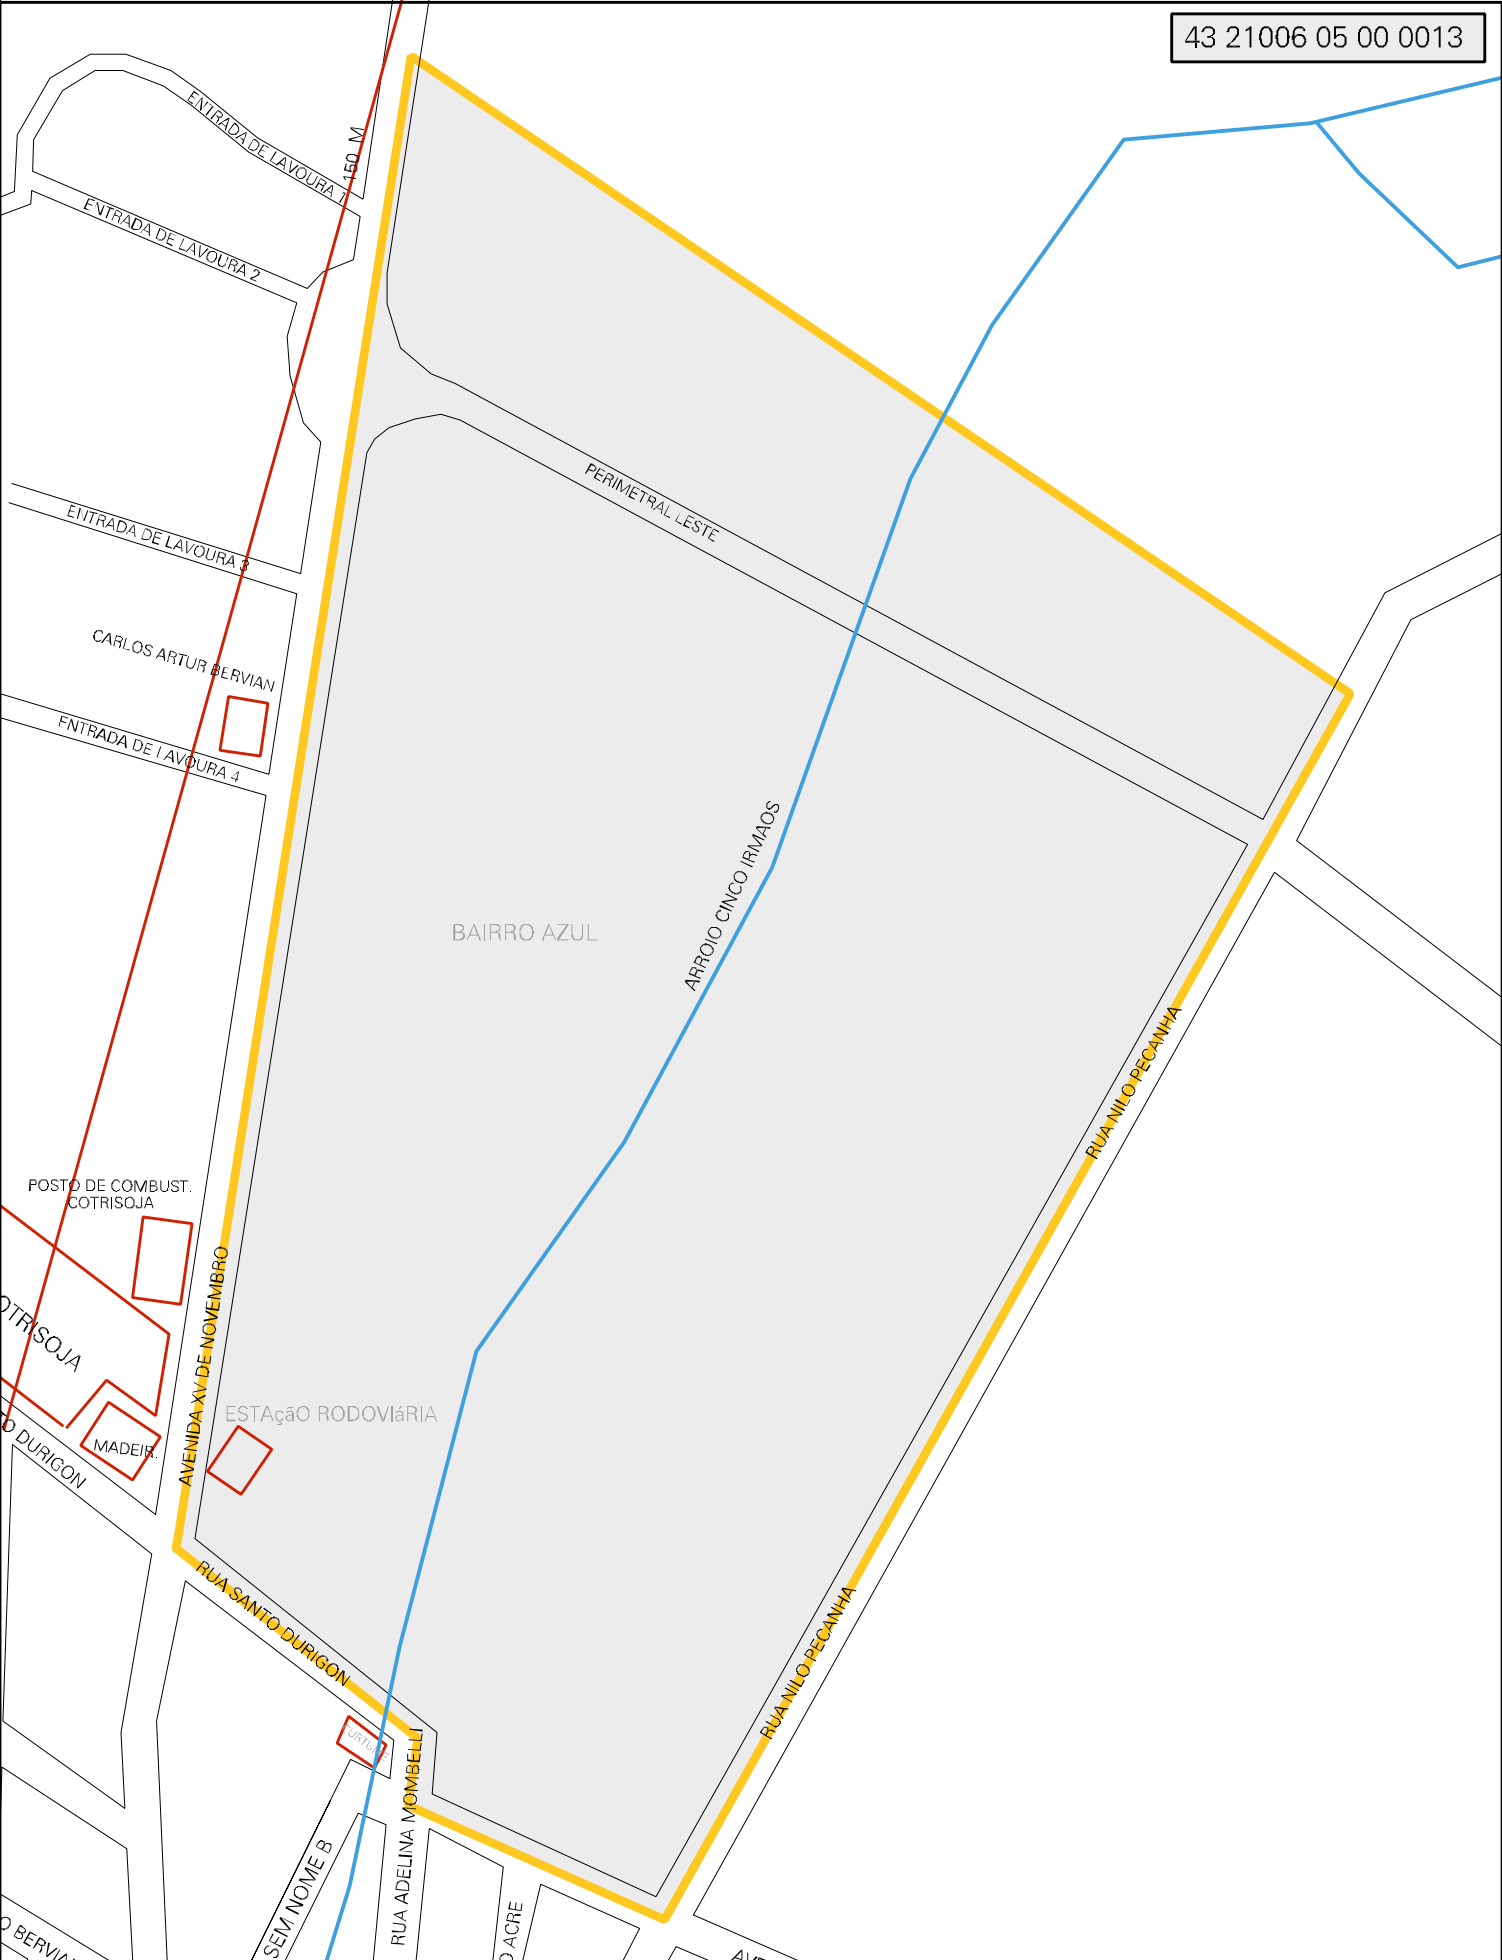 43 21006 05 00 0013
ENTRADA DE LAVOURA 1
150 M
ENTRADA DE LAVOURA 2
PERIMETRAL LESTE
ENTRADA DE LAVOURA 3
CARLOS ARTUR BERVIAN
ENTRADA DE LAVOURA 4
ARROIO CINCO IRMAOS
BAIRRO AZUL
RUA NILO PECANHA
POSTO DE COMBUST.
COTRISOJA
AVENIDA XV DE NOVEMBRO
OTRISOJA
ESTAçãO RODOVIáRIA
MADEIR.
TO DURIGON
RUA SANTO DURIGON
RUA NILO PECANHA
RUA ADELINA MOMBELLI
SEM NOME B
O ACRE
O BERVIAN